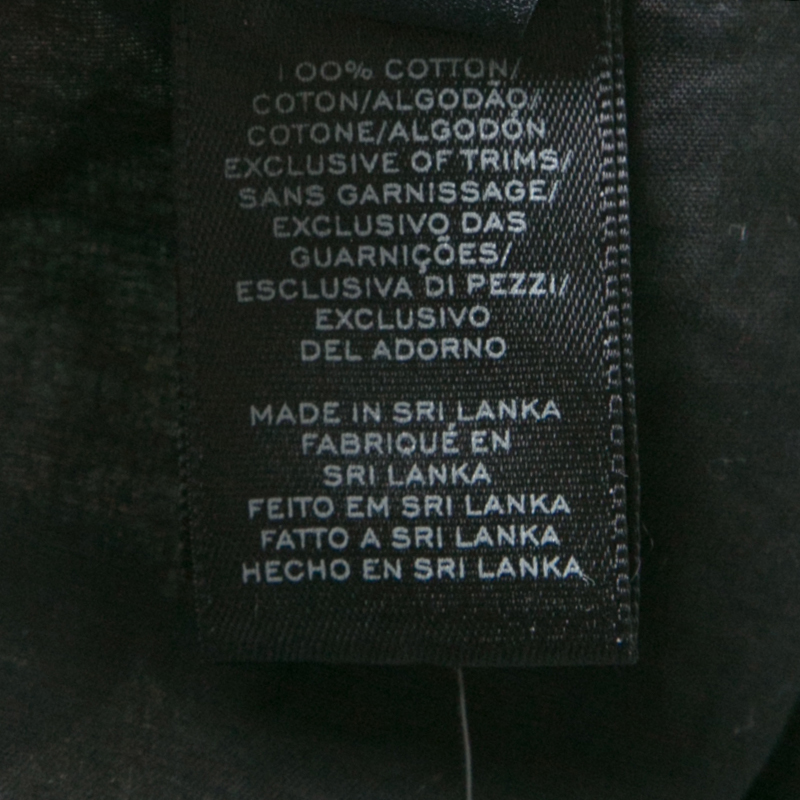 100% COTTON/
COTON/ALGODÃO/
COTONE/ALGODÓN
EXCLUSIVE OF TRIMS/
SANS GARNISSAGE/
EXCLUSIVO DAS
GUARNIÇÕES/
ESCLUSIVA DI PEZZI/
EXCLUSIVO
DEL ADORNO
MADE IN SRI LANKA
FABRIQUÉ EN
SRI LANKA
FEITO EM SRI LANKA
FATTO A SRI LANKA
HECHO EN SRI LANKA